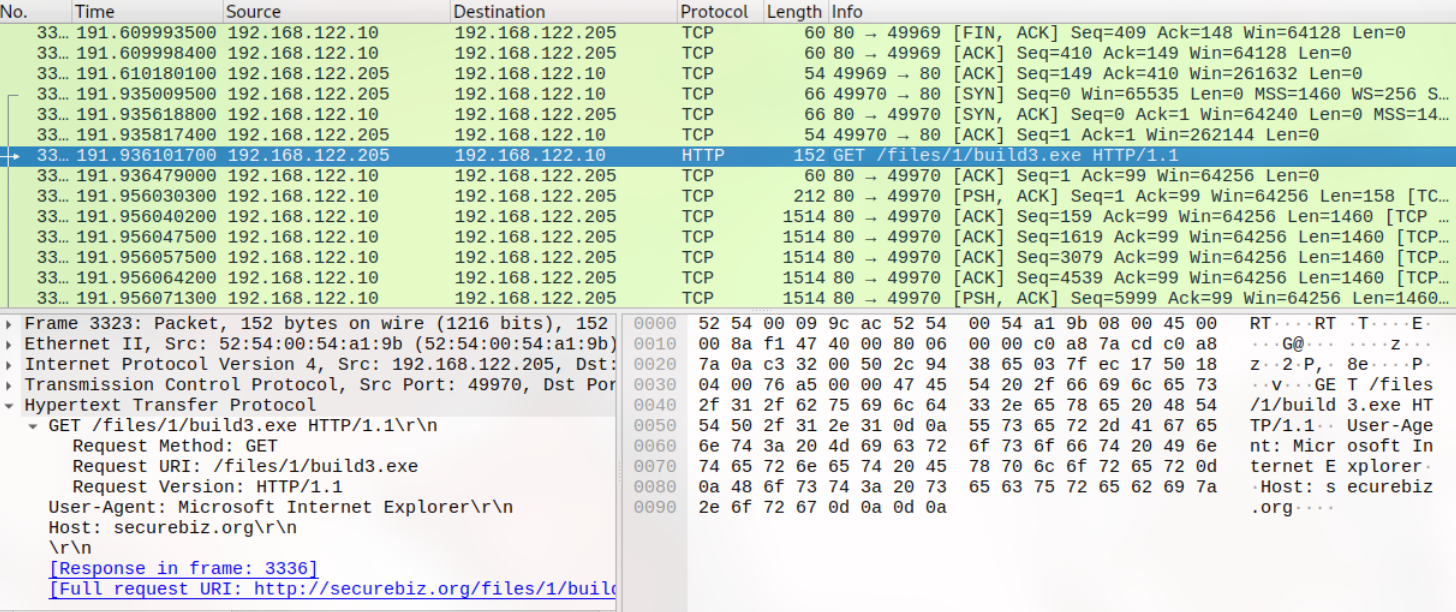 No. Time Source Destination Protocol Length Info
33… 191.609993500 192.168.122.10 192.168.122.205 TCP 60 80 → 49969 [FIN, ACK] Seq=409 Ack=148 Win=64128 Len=0
33… 191.609998400 192.168.122.10 192.168.122.205 TCP 60 80 → 49969 [ACK] Seq=410 Ack=149 Win=64128 Len=0
33… 191.610180100 192.168.122.205 192.168.122.10 TCP 54 49969 → 80 [ACK] Seq=149 Ack=410 Win=261632 Len=0
33… 191.935009500 192.168.122.205 192.168.122.10 TCP 66 49970 → 80 [SYN] Seq=0 Win=65535 Len=0 MSS=1460 WS=256 S…
33… 191.935618800 192.168.122.10 192.168.122.205 TCP 66 80 → 49970 [SYN, ACK] Seq=0 Ack=1 Win=64240 Len=0 MSS=14…
33… 191.935817400 192.168.122.205 192.168.122.10 TCP 54 49970 → 80 [ACK] Seq=1 Ack=1 Win=262144 Len=0
33… 191.936101700 192.168.122.205 192.168.122.10 HTTP 152 GET /files/1/build3.exe HTTP/1.1
33… 191.936479000 192.168.122.10 192.168.122.205 TCP 60 80 → 49970 [ACK] Seq=1 Ack=99 Win=64256 Len=0
33… 191.956030300 192.168.122.10 192.168.122.205 TCP 212 80 → 49970 [PSH, ACK] Seq=1 Ack=99 Win=64256 Len=158 [TC…
33… 191.956040200 192.168.122.10 192.168.122.205 TCP 1514 80 → 49970 [ACK] Seq=159 Ack=99 Win=64256 Len=1460 [TCP …
33… 191.956047500 192.168.122.10 192.168.122.205 TCP 1514 80 → 49970 [ACK] Seq=1619 Ack=99 Win=64256 Len=1460 [TCP…
33… 191.956057500 192.168.122.10 192.168.122.205 TCP 1514 80 → 49970 [ACK] Seq=3079 Ack=99 Win=64256 Len=1460 [TCP…
33… 191.956064200 192.168.122.10 192.168.122.205 TCP 1514 80 → 49970 [ACK] Seq=4539 Ack=99 Win=64256 Len=1460 [TCP…
33… 191.956071300 192.168.122.10 192.168.122.205 TCP 1514 80 → 49970 [PSH, ACK] Seq=5999 Ack=99 Win=64256 Len=1460…
Frame 3323: Packet, 152 bytes on wire (1216 bits), 152
Ethernet II, Src: 52:54:00:54:a1:9b (52:54:00:54:a1:9b)
Internet Protocol Version 4, Src: 192.168.122.205, Dst:
Transmission Control Protocol, Src Port: 49970, Dst Por
Hypertext Transfer Protocol
GET /files/1/build3.exe HTTP/1.1\r\n
Request Method: GET
Request URI: /files/1/build3.exe
Request Version: HTTP/1.1
User-Agent: Microsoft Internet Explorer\r\n
Host: securebiz.org\r\n
\r\n
[Response in frame: 3336]
[Full request URI: http://securebiz.org/files/1/build
0000 52 54 00 09 9c ac 52 54 00 54 a1 9b 08 00 45 00 RT····RT ·T····E·
0010 00 8a f1 47 40 00 80 06 00 00 c0 a8 7a cd c0 a8 ···G@··· ····z···
0020 7a 0a c3 32 00 50 2c 94 38 65 03 7f ec 17 50 18 z··2·P,· 8e····P·
0030 04 00 76 a5 00 00 47 45 54 20 2f 66 69 6c 65 73 ··v···GE T /files
0040 2f 31 2f 62 75 69 6c 64 33 2e 65 78 65 20 48 54 /1/build 3.exe HT
0050 54 50 2f 31 2e 31 0d 0a 55 73 65 72 2d 41 67 65 TP/1.1·· User-Age
0060 6e 74 3a 20 4d 69 63 72 6f 73 6f 66 74 20 49 6e nt: Micr osoft In
0070 74 65 72 6e 65 74 20 45 78 70 6c 6f 72 65 72 0d ternet E xplorer·
0080 0a 48 6f 73 74 3a 20 73 65 63 75 72 65 62 69 7a ·Host: s ecurebiz
0090 2e 6f 72 67 0d 0a 0d 0a .org····